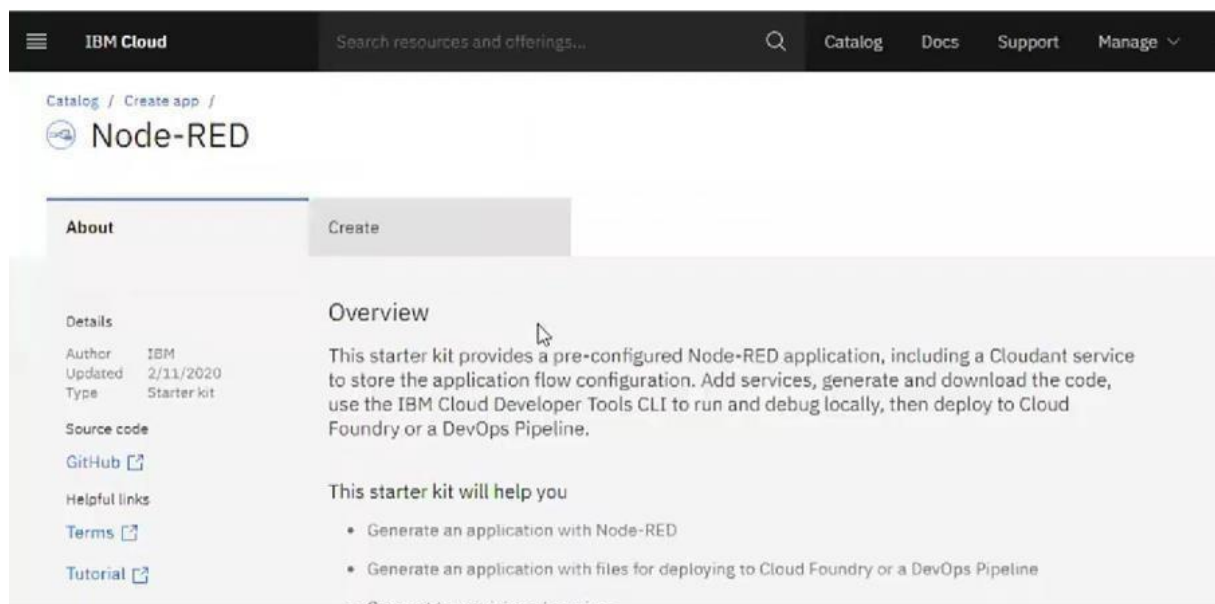 IBM Cloud
Search resources and offerings...
Catalog
Docs
Support
Manage
Catalog / Create app /
Node-RED
About
Create
Details
Author IBM
Updated 2/11/2020
Type Starter kit
Source code
GitHub
Helpful links
Terms
Tutorial
Overview
This starter kit provides a pre-configured Node-RED application, including a Cloudant service
to store the application flow configuration. Add services, generate and download the code,
use the IBM Cloud Developer Tools CLI to run and debug locally, then deploy to Cloud
Foundry or a DevOps Pipeline.
This starter kit will help you
• Generate an application with Node-RED
• Generate an application with files for deploying to Cloud Foundry or a DevOps Pipeline